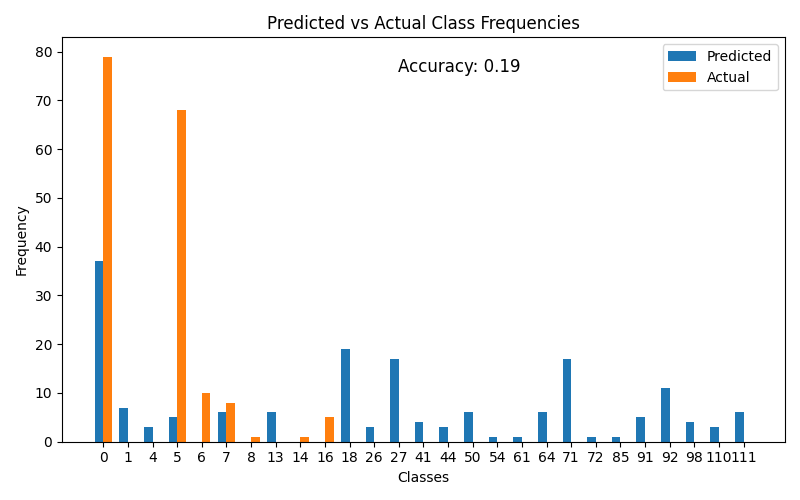 Predicted vs Actual Class Frequencies
Accuracy: 0.19
Predicted
Actual
Frequency
80
70
60
50
40
30
20
10
0
0 1 4 5 6 7 8 13 14 16 18 26 27 41 44 50 54 61 64 71 72 85 91 92 98 110 111
Classes